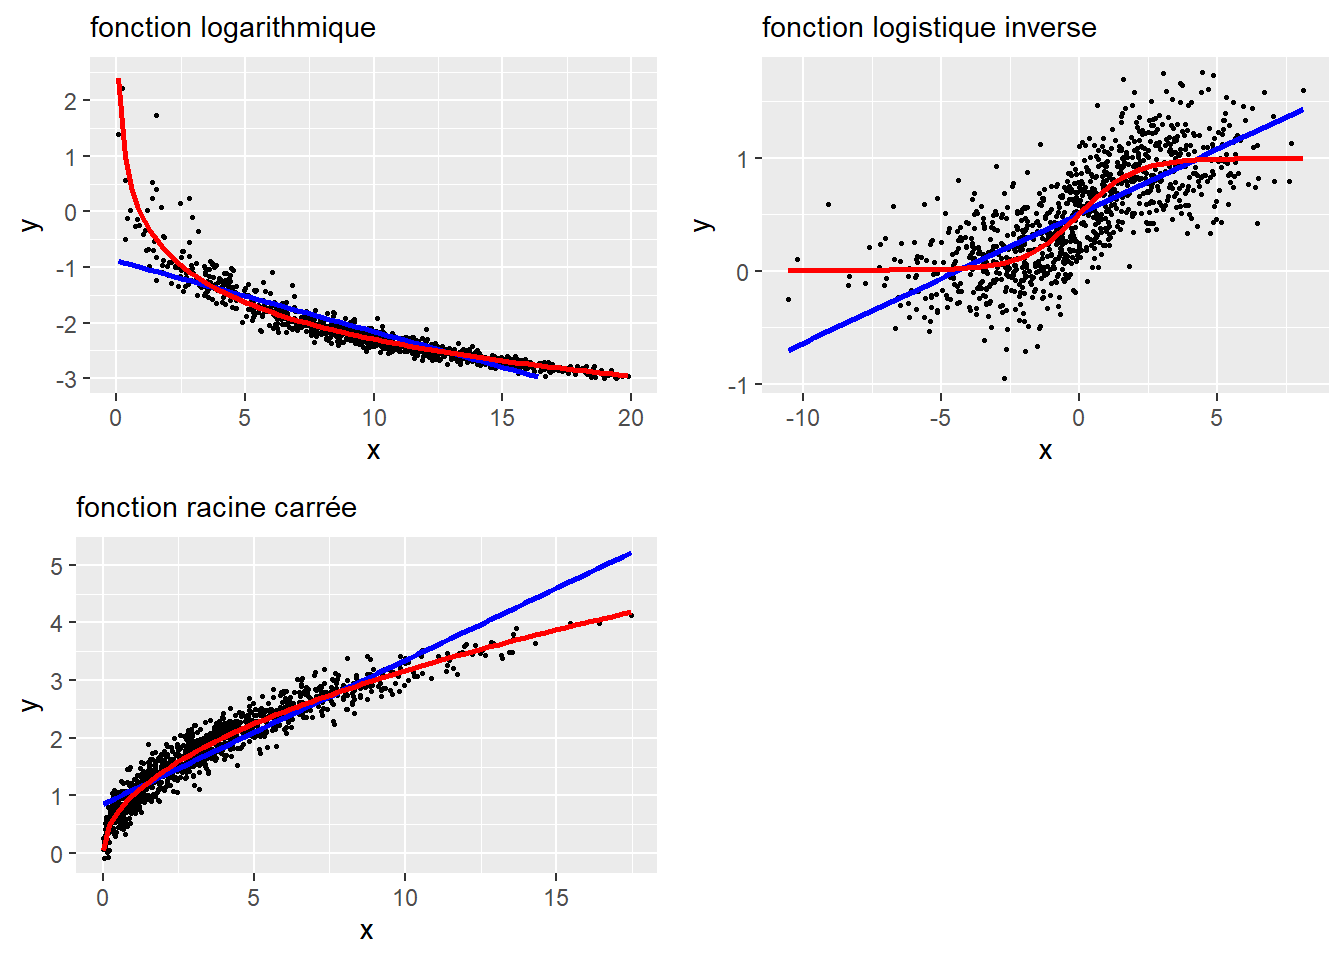 fonction logarithmique
2
1
0
-1
-2
-3
y
0 5 10 15 20
x
fonction logistique inverse
1
0
-1
y
-10 -5 0 5
x
fonction racine carrée
5
4
3
2
1
0
y
0 5 10 15
x